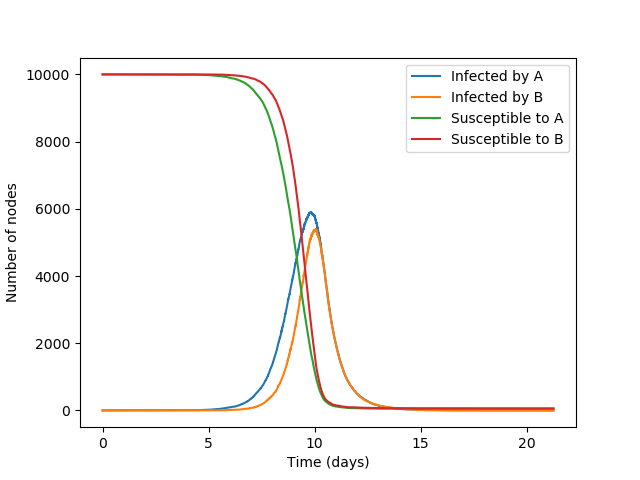 Infected by A
Infected by B
Susceptible to A
Susceptible to B
Number of nodes
10000
8000
6000
4000
2000
0
0 5 10 15 20
Time (days)